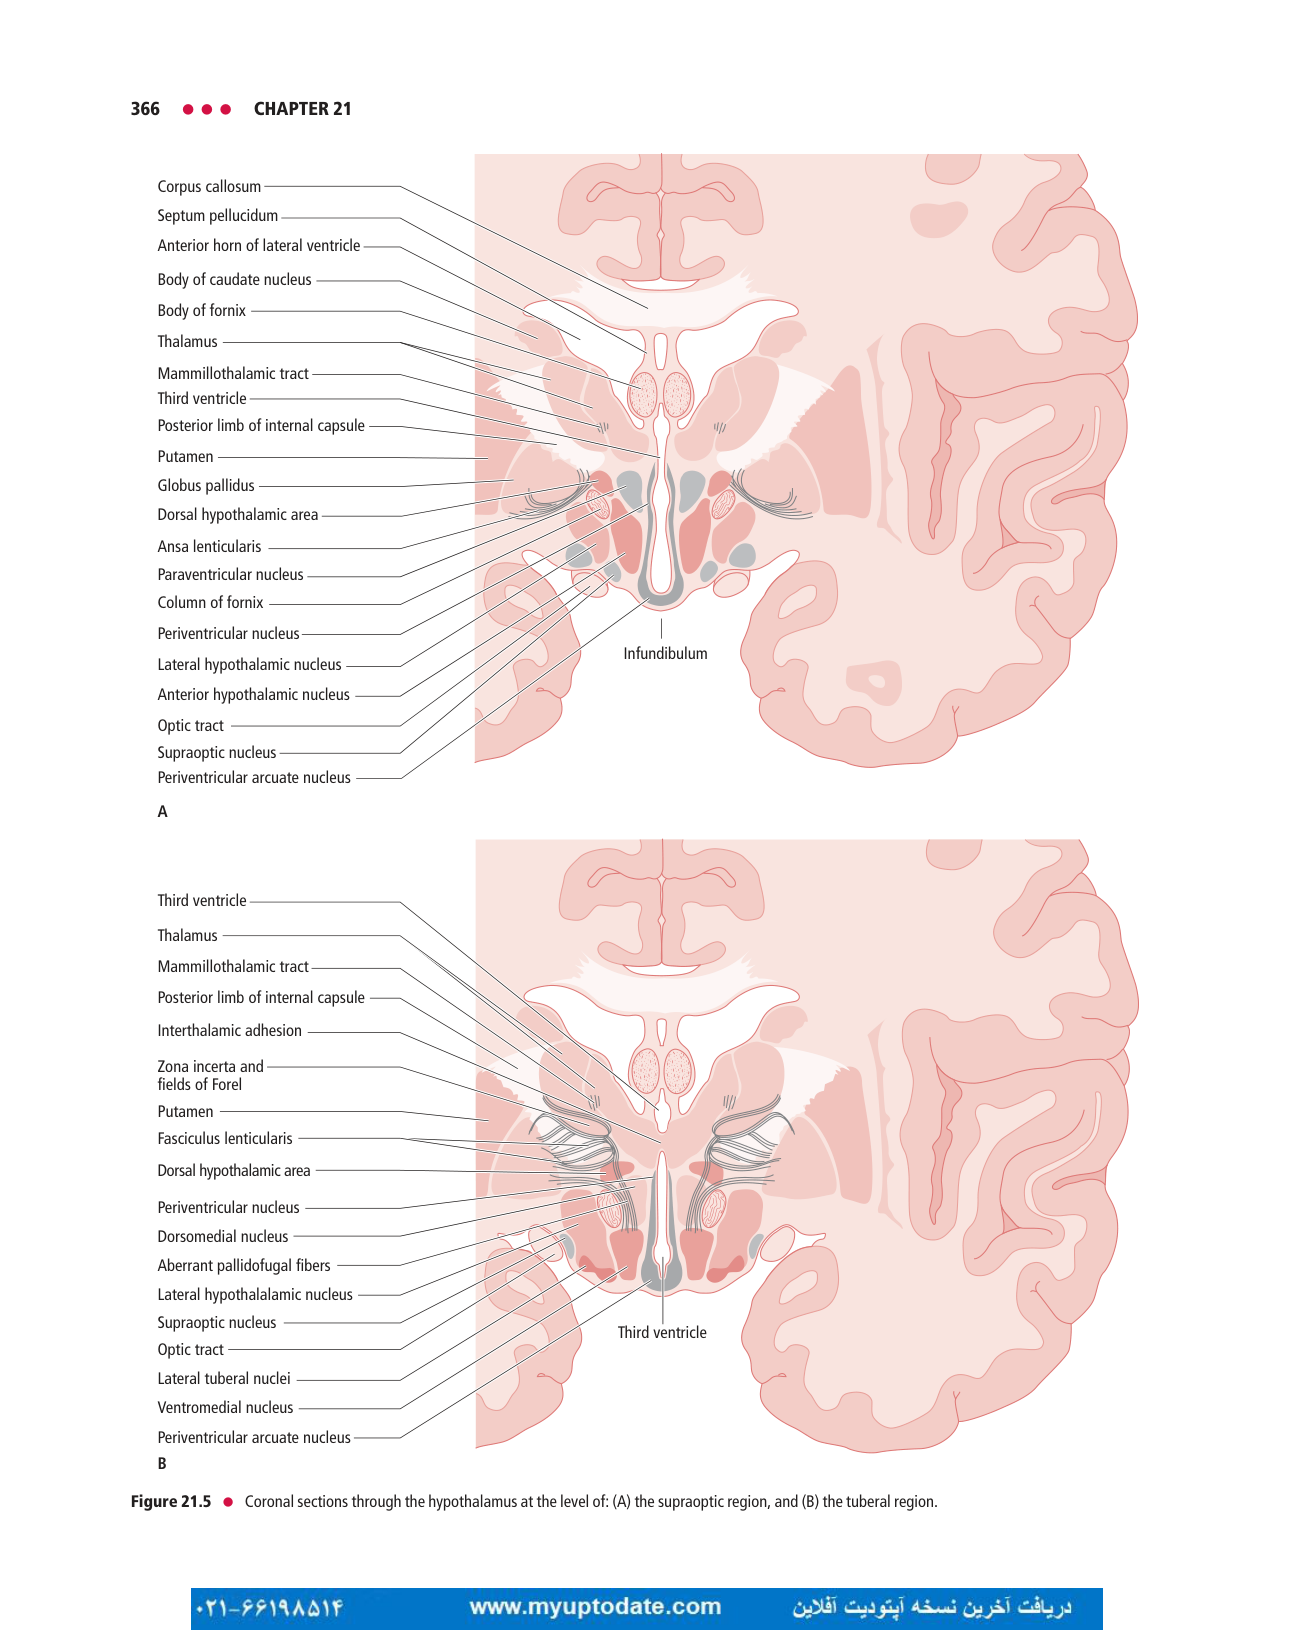 366 ● ● ● CHAPTER 21
Corpus callosum
Septum pellucidum
Anterior horn of lateral ventricle
Body of caudate nucleus
Body of fornix
Thalamus
Mammillothalamic tract
Third ventricle
Posterior limb of internal capsule
Putamen
Globus pallidus
Dorsal hypothalamic area
Ansa lenticularis
Paraventricular nucleus
Column of fornix
Periventricular nucleus
Infundibulum
Lateral hypothalamic nucleus
Anterior hypothalamic nucleus
Optic tract
Supraoptic nucleus
Periventricular arcuate nucleus
A
Third ventricle
Thalamus
Mammillothalamic tract
Posterior limb of internal capsule
Interthalamic adhesion
Zona incerta and
fields of Forel
Putamen
Fasciculus lenticularis
Dorsal hypothalamic area
Periventricular nucleus
Dorsomedial nucleus
Aberrant pallidofugal fibers
Lateral hypothalalamic nucleus
Supraoptic nucleus
Third ventricle
Optic tract
Lateral tuberal nuclei
Ventromedial nucleus
Periventricular arcuate nucleus
B
Figure 21.5 ● Coronal sections through the hypothalamus at the level of: (A) the supraoptic region, and (B) the tuberal region.
۰۲۱-۶۶۱۹۸۵۱۴ www.myuptodate.com دریافت آخرین نسخه آپتودیت آفلاین